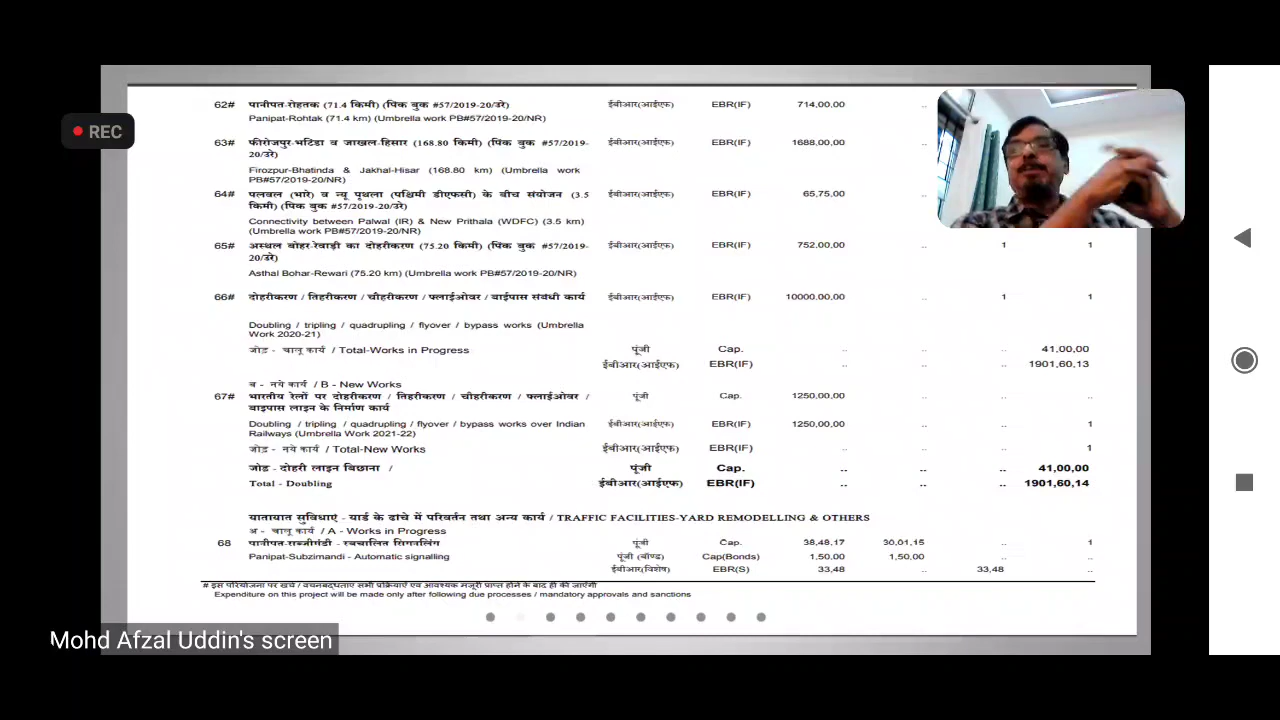 REC
62# पानीपत-रोहतक (71.4 किमी) (पिंक बुक #57/2019-20/उरे) ईबीआर(आईएफ) EBR(IF) 714,00.00 ..
Panipat-Rohtak (71.4 km) (Umbrella work PB#57/2019-20/NR)
63# फीरोजपुर-भटिंडा व जाखल-हिसार (168.80 किमी) (पिंक बुक #57/2019- ईबीआर(आईएफ) EBR(IF) 1688,00,00 ..
20/उरे)
Firozpur-Bhatinda & Jakhal-Hisar (168.80 km) (Umbrella work
PB#57/2019-20/NR)
64# पलवल (भारे) व न्यू पृथला (पश्चिमी डीएफसी) के बीच संयोजन (3.5 ईबीआर(आईएफ) EBR(IF) 65,75,00 ..
किमी) (पिंक बुक #57/2019-20/उरे)
Connectivity between Palwal (IR) & New Prithala (WDFC) (3.5 km)
(Umbrella work PB#57/2019-20/NR)
65# अस्थल बोहर-रेवाड़ी का दोहरीकरण (75.20 किमी) (पिंक बुक #57/2019- ईबीआर(आईएफ) EBR(IF) 752,00,00 .. 1 1
20/उरे)
Asthal Bohar-Rewari (75.20 km) (Umbrella work PB#57/2019-20/NR)
66# दोहरीकरण / तिहरीकरण / चौहरीकरण / फ्लाईओवर / बाईपास संबंधी कार्य ईबीआर(आईएफ) EBR(IF) 10000.00.00 .. 1 1
Doubling / tripling / quadrupling / flyover / bypass works (Umbrella
Work 2020-21)
जोड़ - चालू कार्य / Total-Works in Progress पूंजी Cap. .. .. .. 41,00,00
ईबीआर(आईएफ) EBR(IF) .. .. .. 1901,60,13
ब - नये कार्य / B - New Works
67# भारतीय रेलों पर दोहरीकरण / तिहरीकरण / चौहरीकरण / फ्लाईओवर / पूंजी Cap. 1250,00,00 .. .. ..
बाइपास लाइन के निर्माण कार्य
Doubling / tripling / quadrupling / flyover / bypass works over Indian ईबीआर(आईएफ) EBR(IF) 1250,00,00 .. .. 1
Railways (Umbrella Work 2021-22)
जोड़ - नये कार्य / Total-New Works ईबीआर(आईएफ) EBR(IF) .. .. .. 1
जोड - दोहरी लाइन बिछाना / पूंजी Cap. .. .. .. 41,00,00
Total - Doubling ईबीआर(आईएफ) EBR(IF) .. .. .. 1901,60,14
यातायात सुविधाएं - यार्ड के ढांचे में परिवर्तन तथा अन्य कार्य / TRAFFIC FACILITIES-YARD REMODELLING & OTHERS
अ - चालू कार्य / A - Works in Progress
68 पानीपत-सब्जीमंडी - स्वचालित सिगनलिंग पूंजी Cap. 38,48,17 30,01,15 .. 1
Panipat-Subzimandi - Automatic signalling पूंजी (बॉण्ड) Cap(Bonds) 1,50.00 1,50,00 .. ..
ईबीआर(विशेष) EBR(S) 33,48 .. 33,48 ..
# इस परियोजना पर खर्च / वचनबद्धताएं सभी प्रक्रियाएं एवं आवश्यक मंजूरी प्राप्त होने के बाद ही की जाएंगी
Expenditure on this project will be made only after following due processes / mandatory approvals and sanctions
Mohd Afzal Uddin's screen